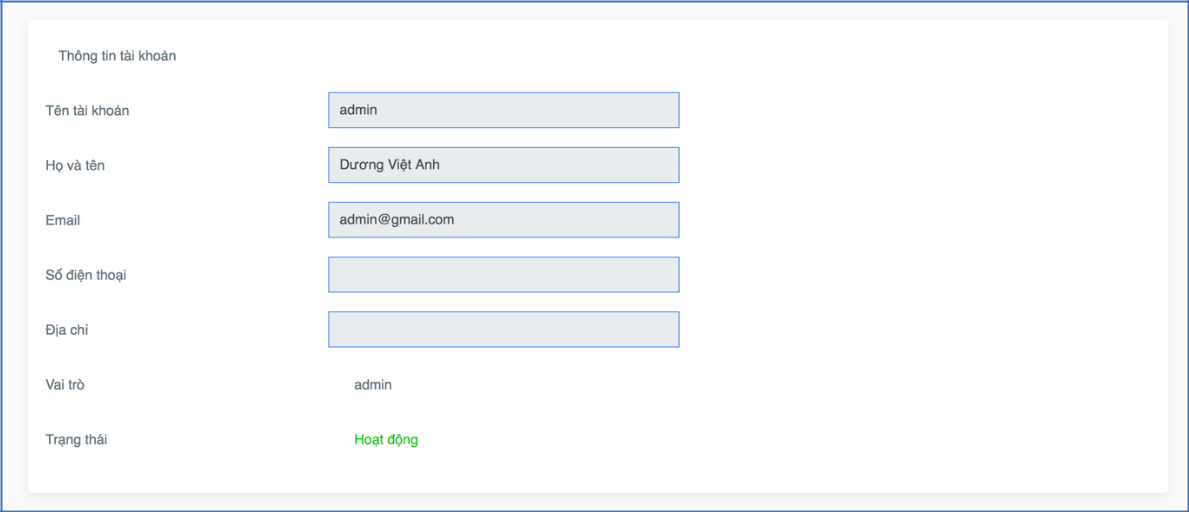 Thông tin tài khoản
Tên tài khoản admin
Họ và tên Dương Việt Anh
Email admin@gmail.com
Số điện thoại
Địa chỉ
Vai trò admin
Trạng thái Hoạt động